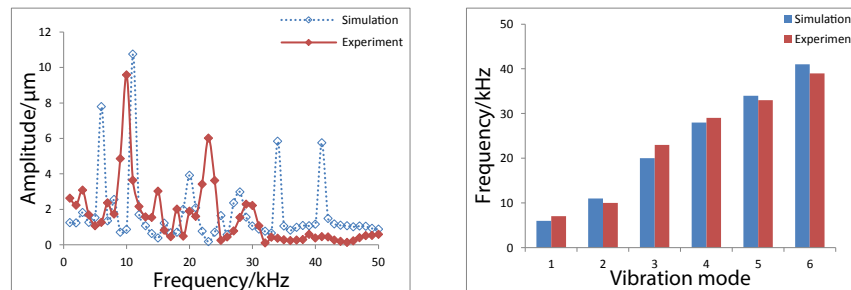 Simulation
Experiment
12
10
8
6
4
2
0
0 10 20 30 40 50
Amplitude/μm
Frequency/kHz
Simulation
Experiment
50
40
30
20
10
0
1 2 3 4 5 6
Frequency/kHz
Vibration mode